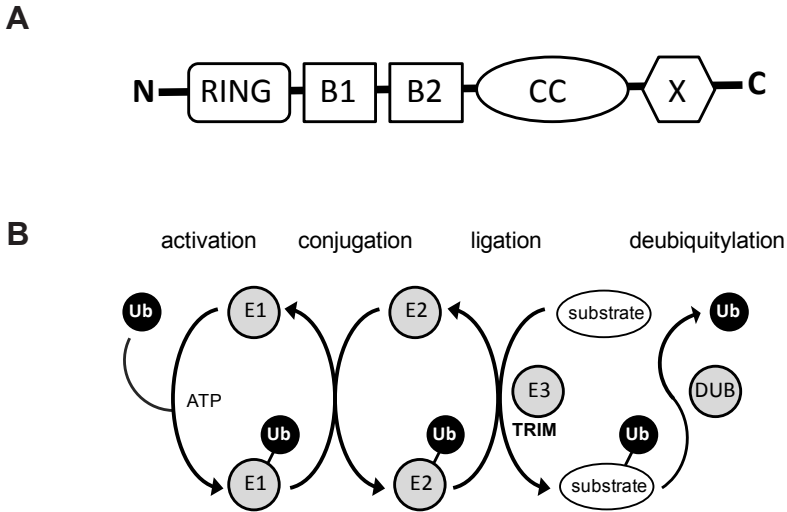 A
N RING B1 B2 CC X C
B
activation conjugation ligation deubiquitylation
Ub E1 E2 substrate Ub
ATP E3 DUB
TRIM
Ub Ub Ub
E1 E2 substrate